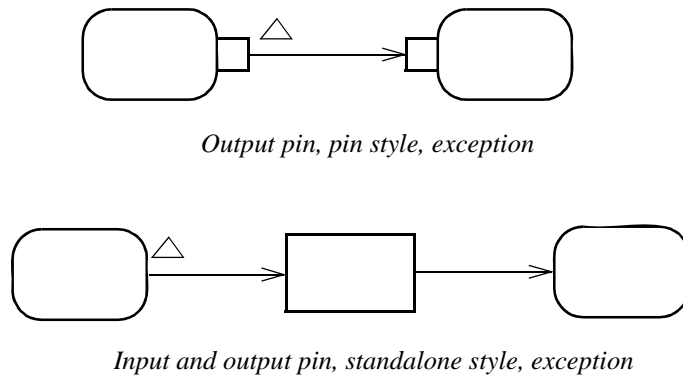 Output pin, pin style, exception
Input and output pin, standalone style, exception